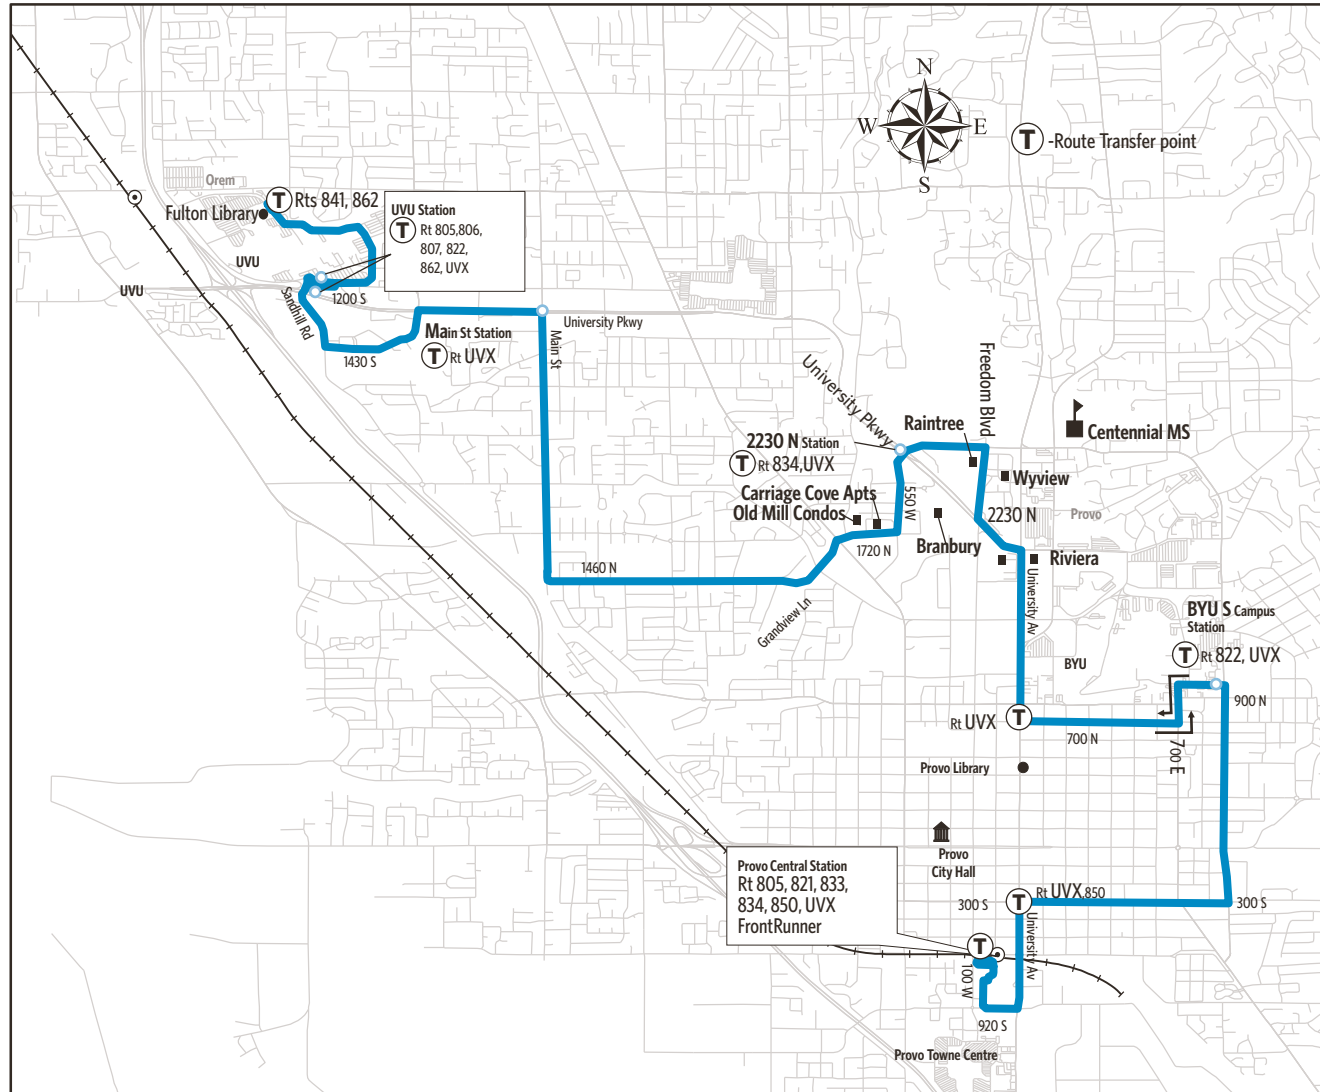 N
W
E
S
T
-Route Transfer point
Orem
T
Rts 841, 862
Fulton Library
UVU
UVU
UVU Station
T
Rt 805,806,
807, 822,
862, UVX
Sandhill Rd
1200 S
1430 S
Main St Station
T
Rt UVX
Main St
University Pkwy
University Pkwy
Freedom Blvd
Raintree
Centennial MS
2230 N Station
T
Rt 834,UVX
Wyview
Carriage Cove Apts
Old Mill Condos
550 W
2230 N
Provo
Branbury
1720 N
Riviera
1460 N
Grandview Ln
University Av
BYU S Campus
Station
T
Rt 822, UVX
BYU
900 N
Rt UVX
T
700 N
700 E
Provo Library
Provo
City Hall
Provo Central Station
Rt 805, 821, 833,
834, 850, UVX
FrontRunner
300 S
T
Rt UVX,850
300 S
T
100 W
University Av
920 S
Provo Towne Centre